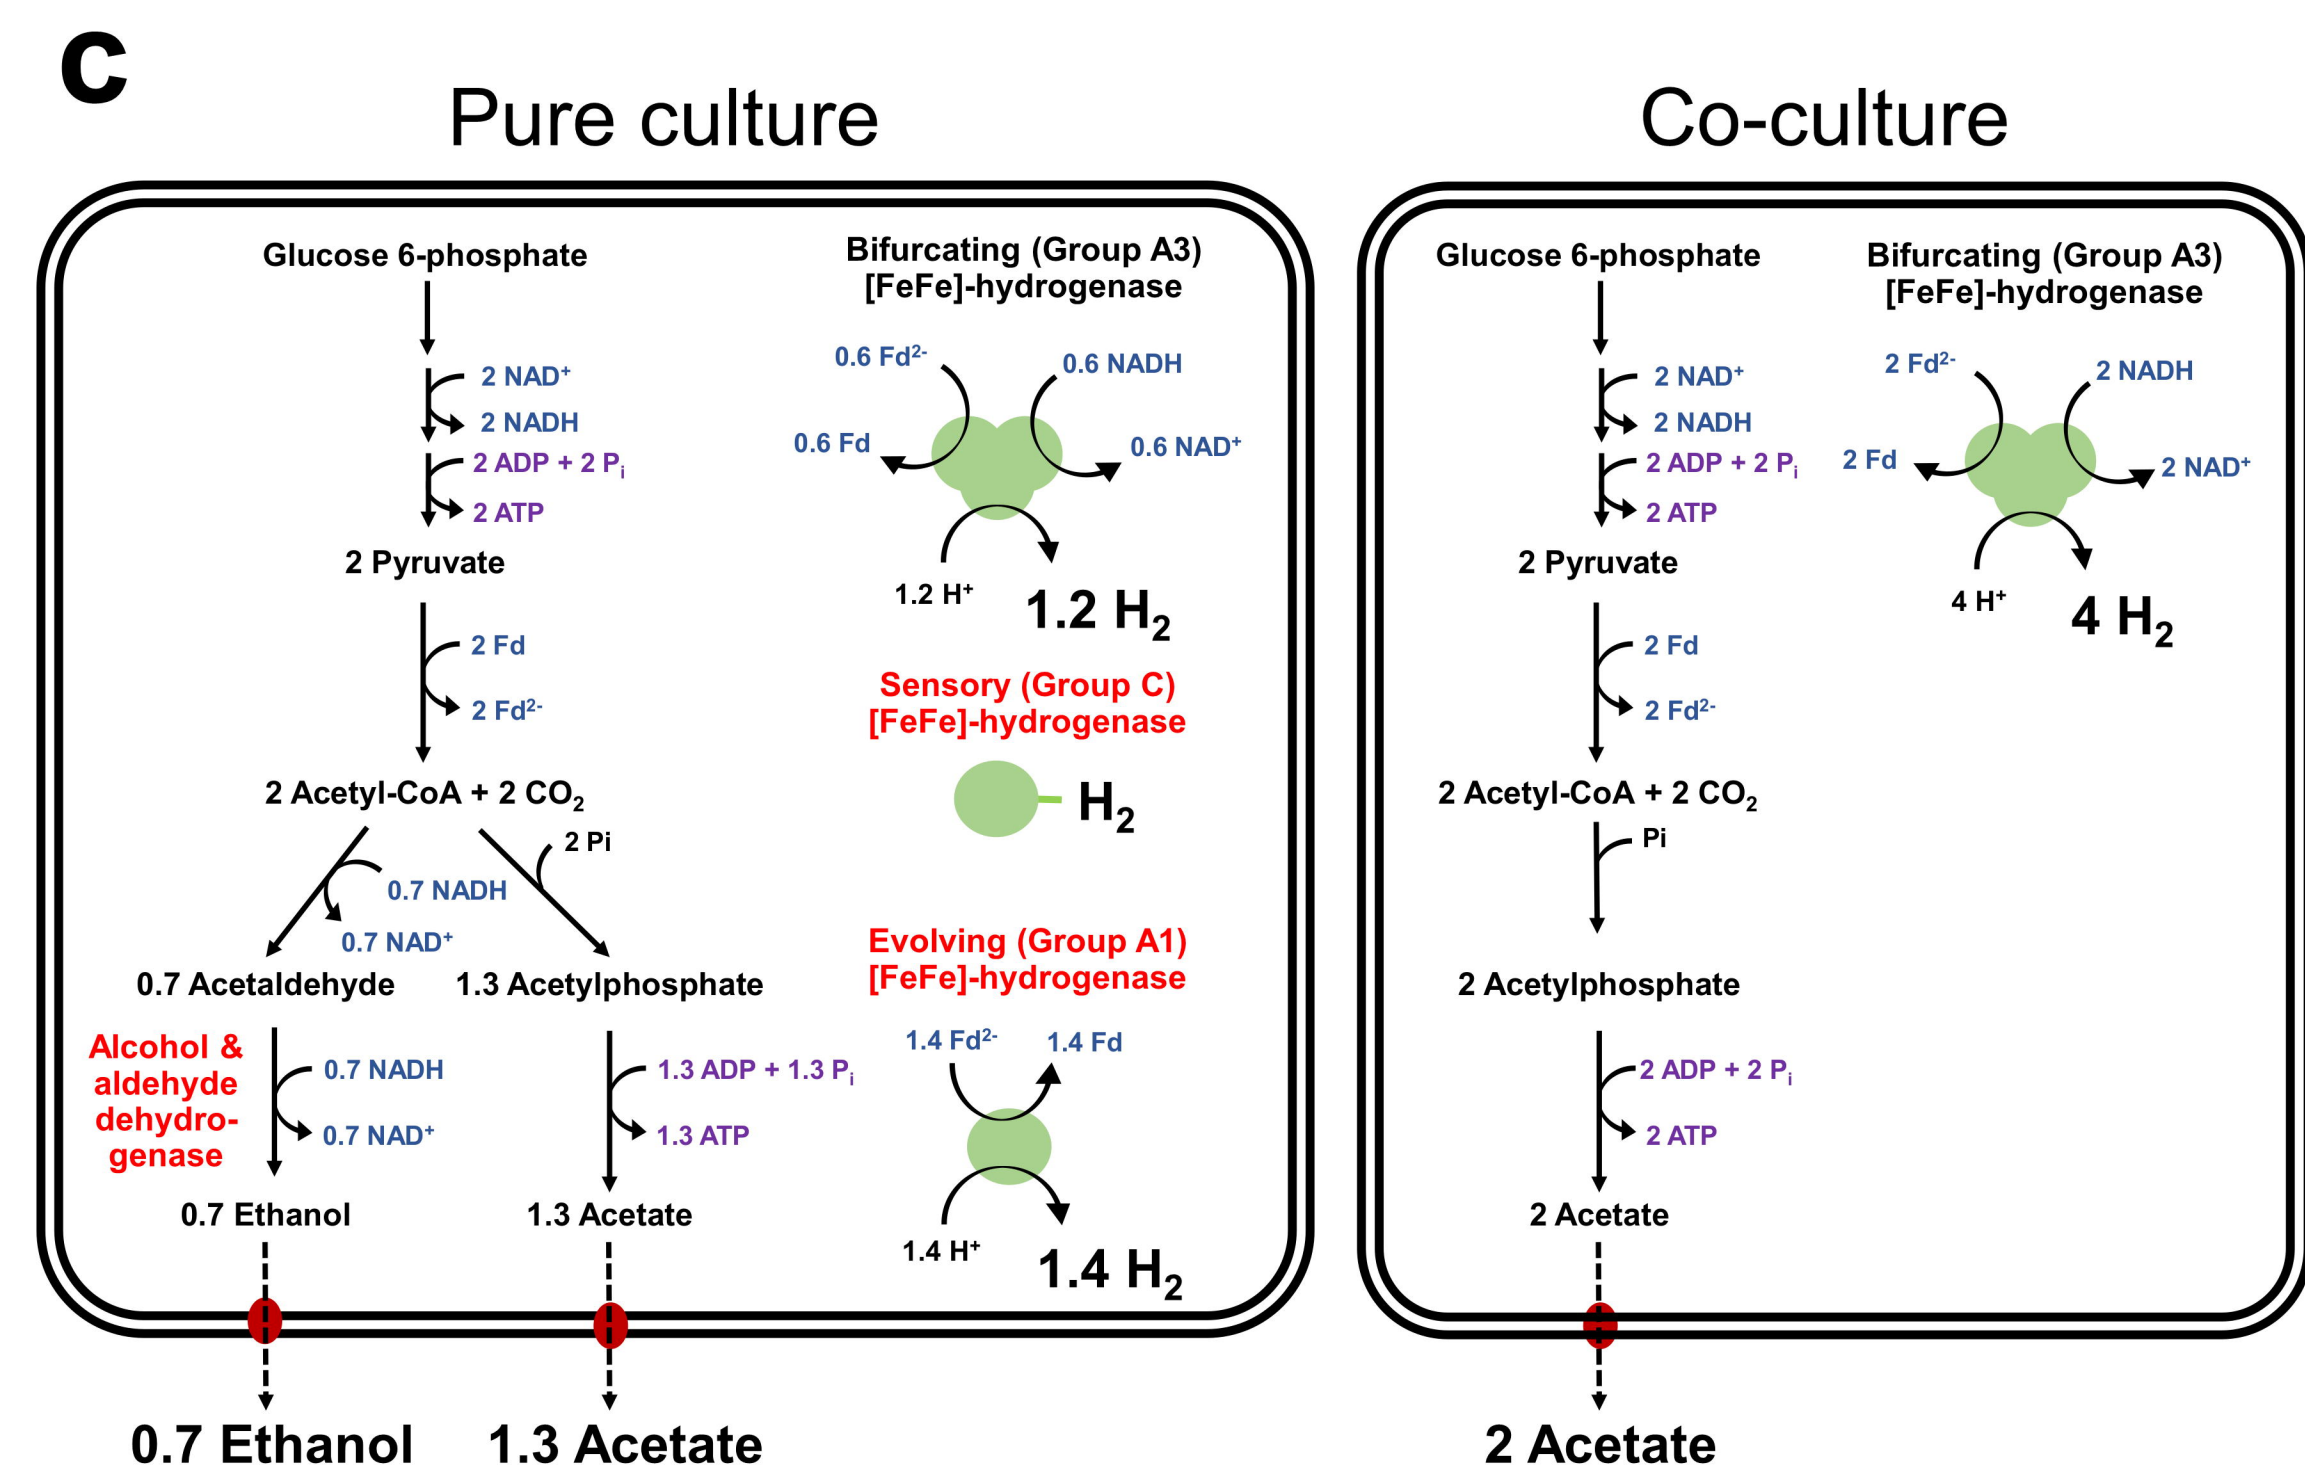 c
Pure culture
Glucose 6-phosphate
2 NAD⁺
2 NADH
2 ADP + 2 Pᵢ
2 ATP
2 Pyruvate
2 Fd
2 Fd²⁻
2 Acetyl-CoA + 2 CO₂
2 Pi
0.7 NADH
0.7 NAD⁺
0.7 Acetaldehyde
1.3 Acetylphosphate
Alcohol &
aldehyde
dehydro-
genase
0.7 NADH
0.7 NAD⁺
1.3 ADP + 1.3 Pᵢ
1.3 ATP
0.7 Ethanol
1.3 Acetate
0.7 Ethanol
1.3 Acetate
Bifurcating (Group A3)
[FeFe]-hydrogenase
0.6 Fd²⁻
0.6 NADH
0.6 Fd
0.6 NAD⁺
1.2 H⁺
1.2 H₂
Sensory (Group C)
[FeFe]-hydrogenase
H₂
Evolving (Group A1)
[FeFe]-hydrogenase
1.4 Fd²⁻
1.4 Fd
1.4 H⁺
1.4 H₂
Co-culture
Glucose 6-phosphate
2 NAD⁺
2 NADH
2 ADP + 2 Pᵢ
2 ATP
2 Pyruvate
2 Fd
2 Fd²⁻
2 Acetyl-CoA + 2 CO₂
Pi
2 Acetylphosphate
2 ADP + 2 Pᵢ
2 ATP
2 Acetate
2 Acetate
Bifurcating (Group A3)
[FeFe]-hydrogenase
2 Fd²⁻
2 NADH
2 Fd
2 NAD⁺
4 H⁺
4 H₂